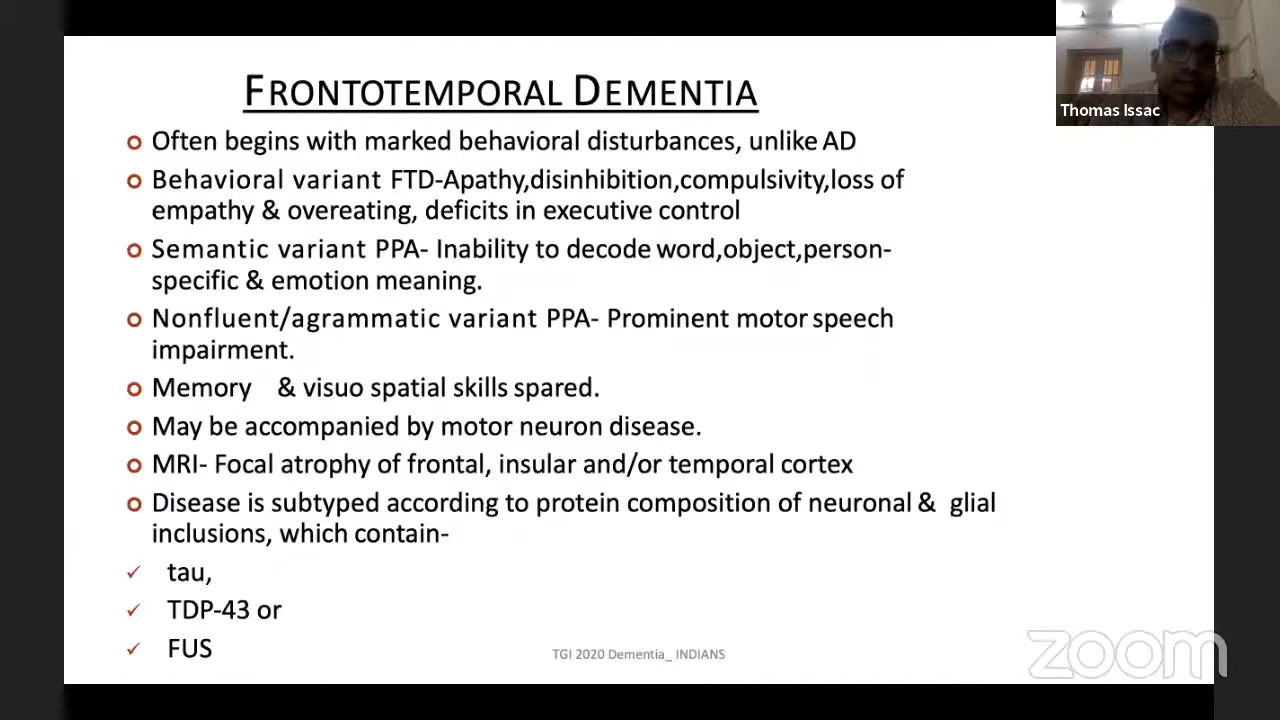 FRONTOTEMPORAL DEMENTIA
Often begins with marked behavioral disturbances, unlike AD
Behavioral variant FTD-Apathy,disinhibition,compulsivity,loss of
empathy & overeating, deficits in executive control
Semantic variant PPA- Inability to decode word,object,person-
specific & emotion meaning.
Nonfluent/agrammatic variant PPA- Prominent motor speech
impairment.
Memory & visuo spatial skills spared.
May be accompanied by motor neuron disease.
MRI- Focal atrophy of frontal, insular and/or temporal cortex
Disease is subtyped according to protein composition of neuronal & glial
inclusions, which contain-
tau,
TDP-43 or
FUS
TGI 2020 Dementia_ INDIANS
Thomas Issac
zoom